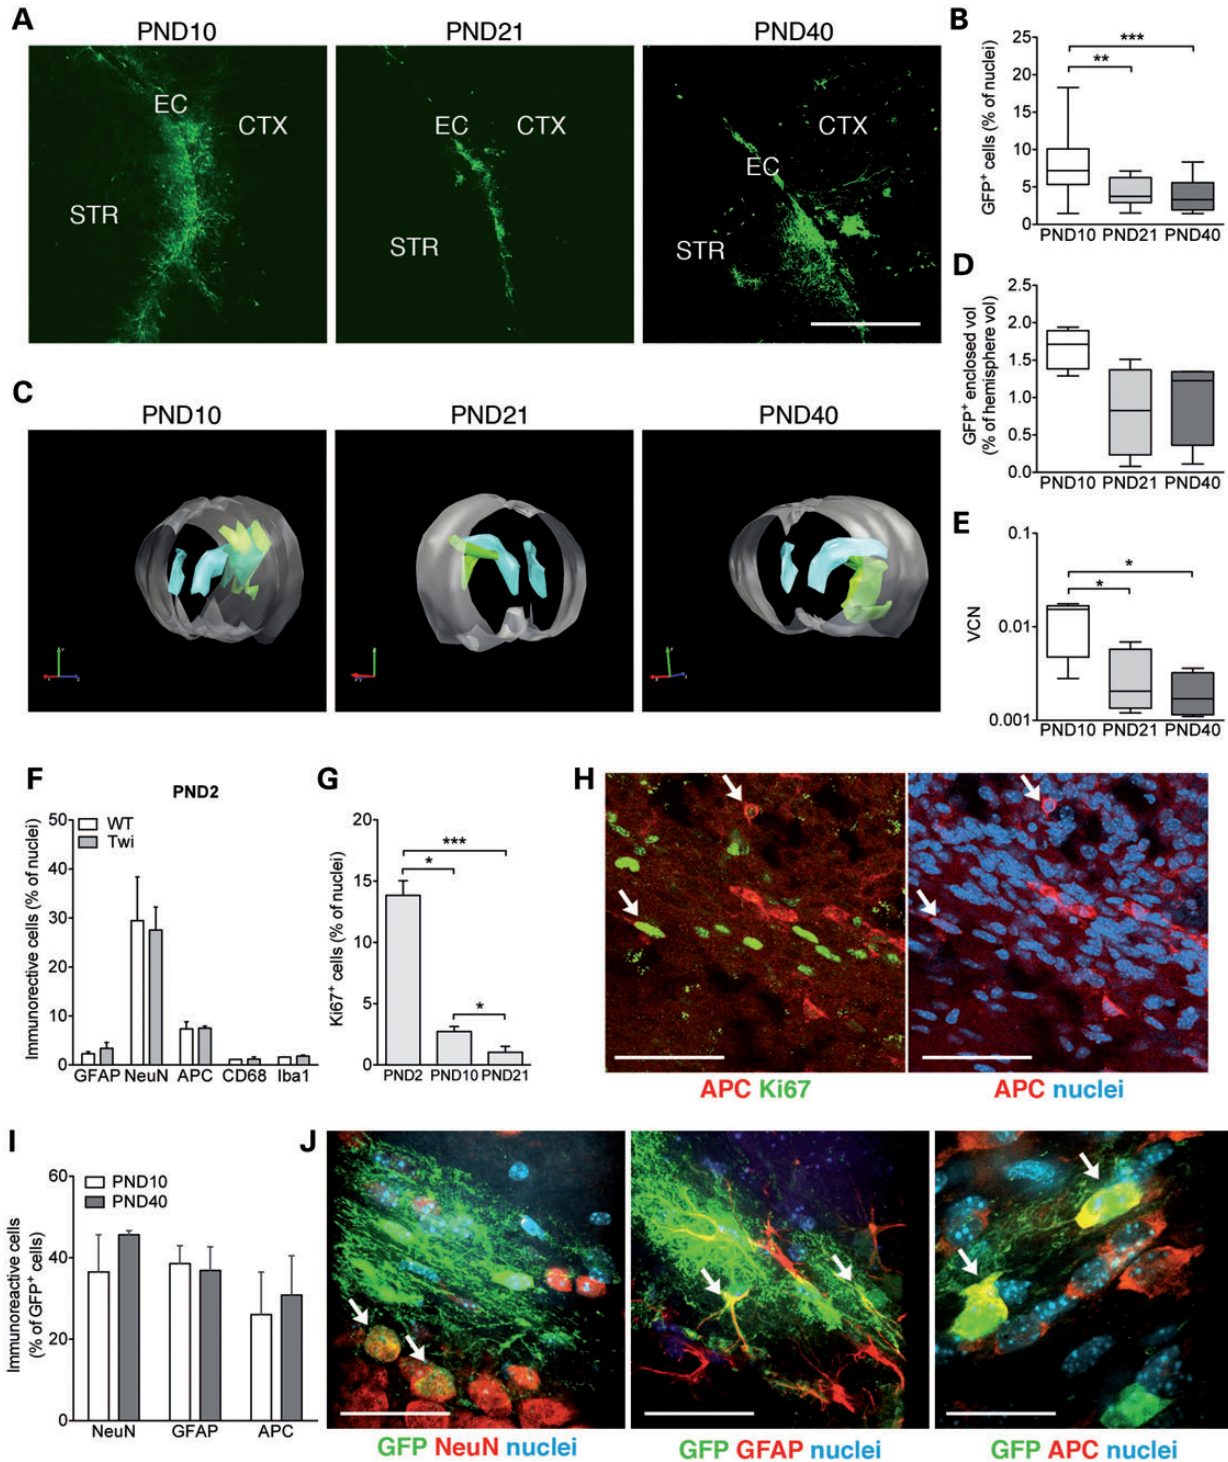 A
PND10
PND21
PND40
EC
CTX
STR
EC
CTX
STR
CTX
EC
STR
B
GFP+ cells (% of nuclei)
25
20
15
10
5
0
***
**
PND10 PND21 PND40
C
PND10
PND21
PND40
D
GFP+ enclosed vol
(% of hemisphere vol)
2.5
2.0
1.5
1.0
0.5
0.0
PND10 PND21 PND40
E
VCN
0.1
0.01
0.001
*
*
PND10 PND21 PND40
F
PND2
WT
Twi
Immunorective cells (% of nuclei)
50
40
30
20
10
0
GFAP NeuN APC CD68 Iba1
G
Ki67+ cells (% of nuclei)
20
15
10
5
0
***
*
*
PND2 PND10 PND21
H
APC Ki67
APC nuclei
I
PND10
PND40
Immunoreactive cells
(% of GFP+ cells)
60
40
20
0
NeuN GFAP APC
J
GFP NeuN nuclei
GFP GFAP nuclei
GFP APC nuclei